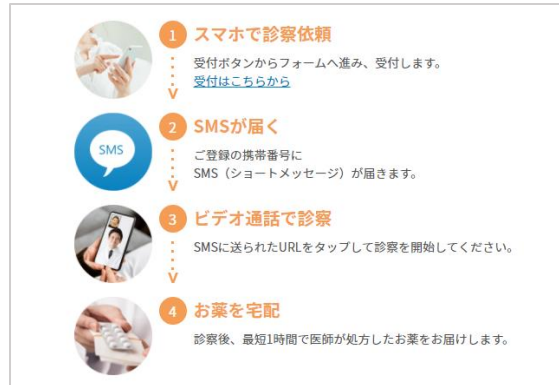 1 スマホで診察依頼
受付ボタンからフォームへ進み、受付します。
受付はこちらから
SMS
2 SMSが届く
ご登録の携帯番号に
SMS（ショートメッセージ）が届きます。
3 ビデオ通話で診察
SMSに送られたURLをタップして診察を開始してください。
4 お薬を宅配
診察後、最短1時間で医師が処方したお薬をお届けします。